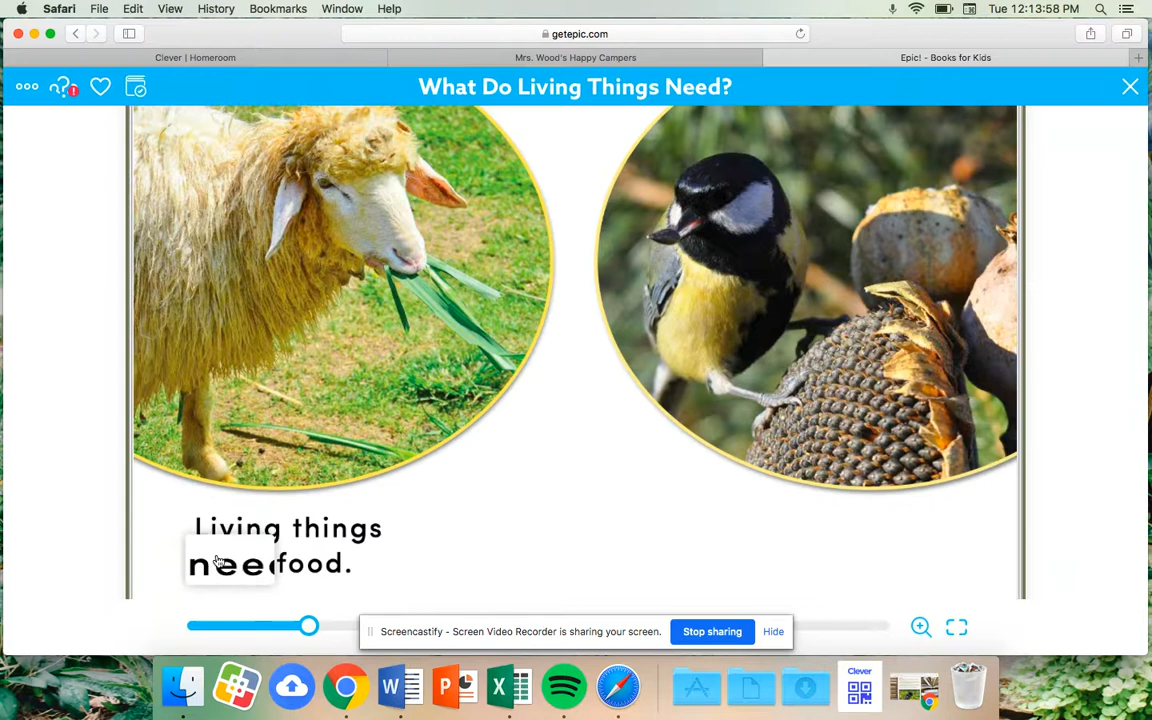 Safari File Edit View History Bookmarks Window Help Tue 12:13:58 PM
getepic.com
Clever | Homeroom Mrs. Wood's Happy Campers Epic! - Books for Kids
What Do Living Things Need?
Living things
need food.
Screencastify - Screen Video Recorder is sharing your screen. Stop sharing Hide
W P X Clever